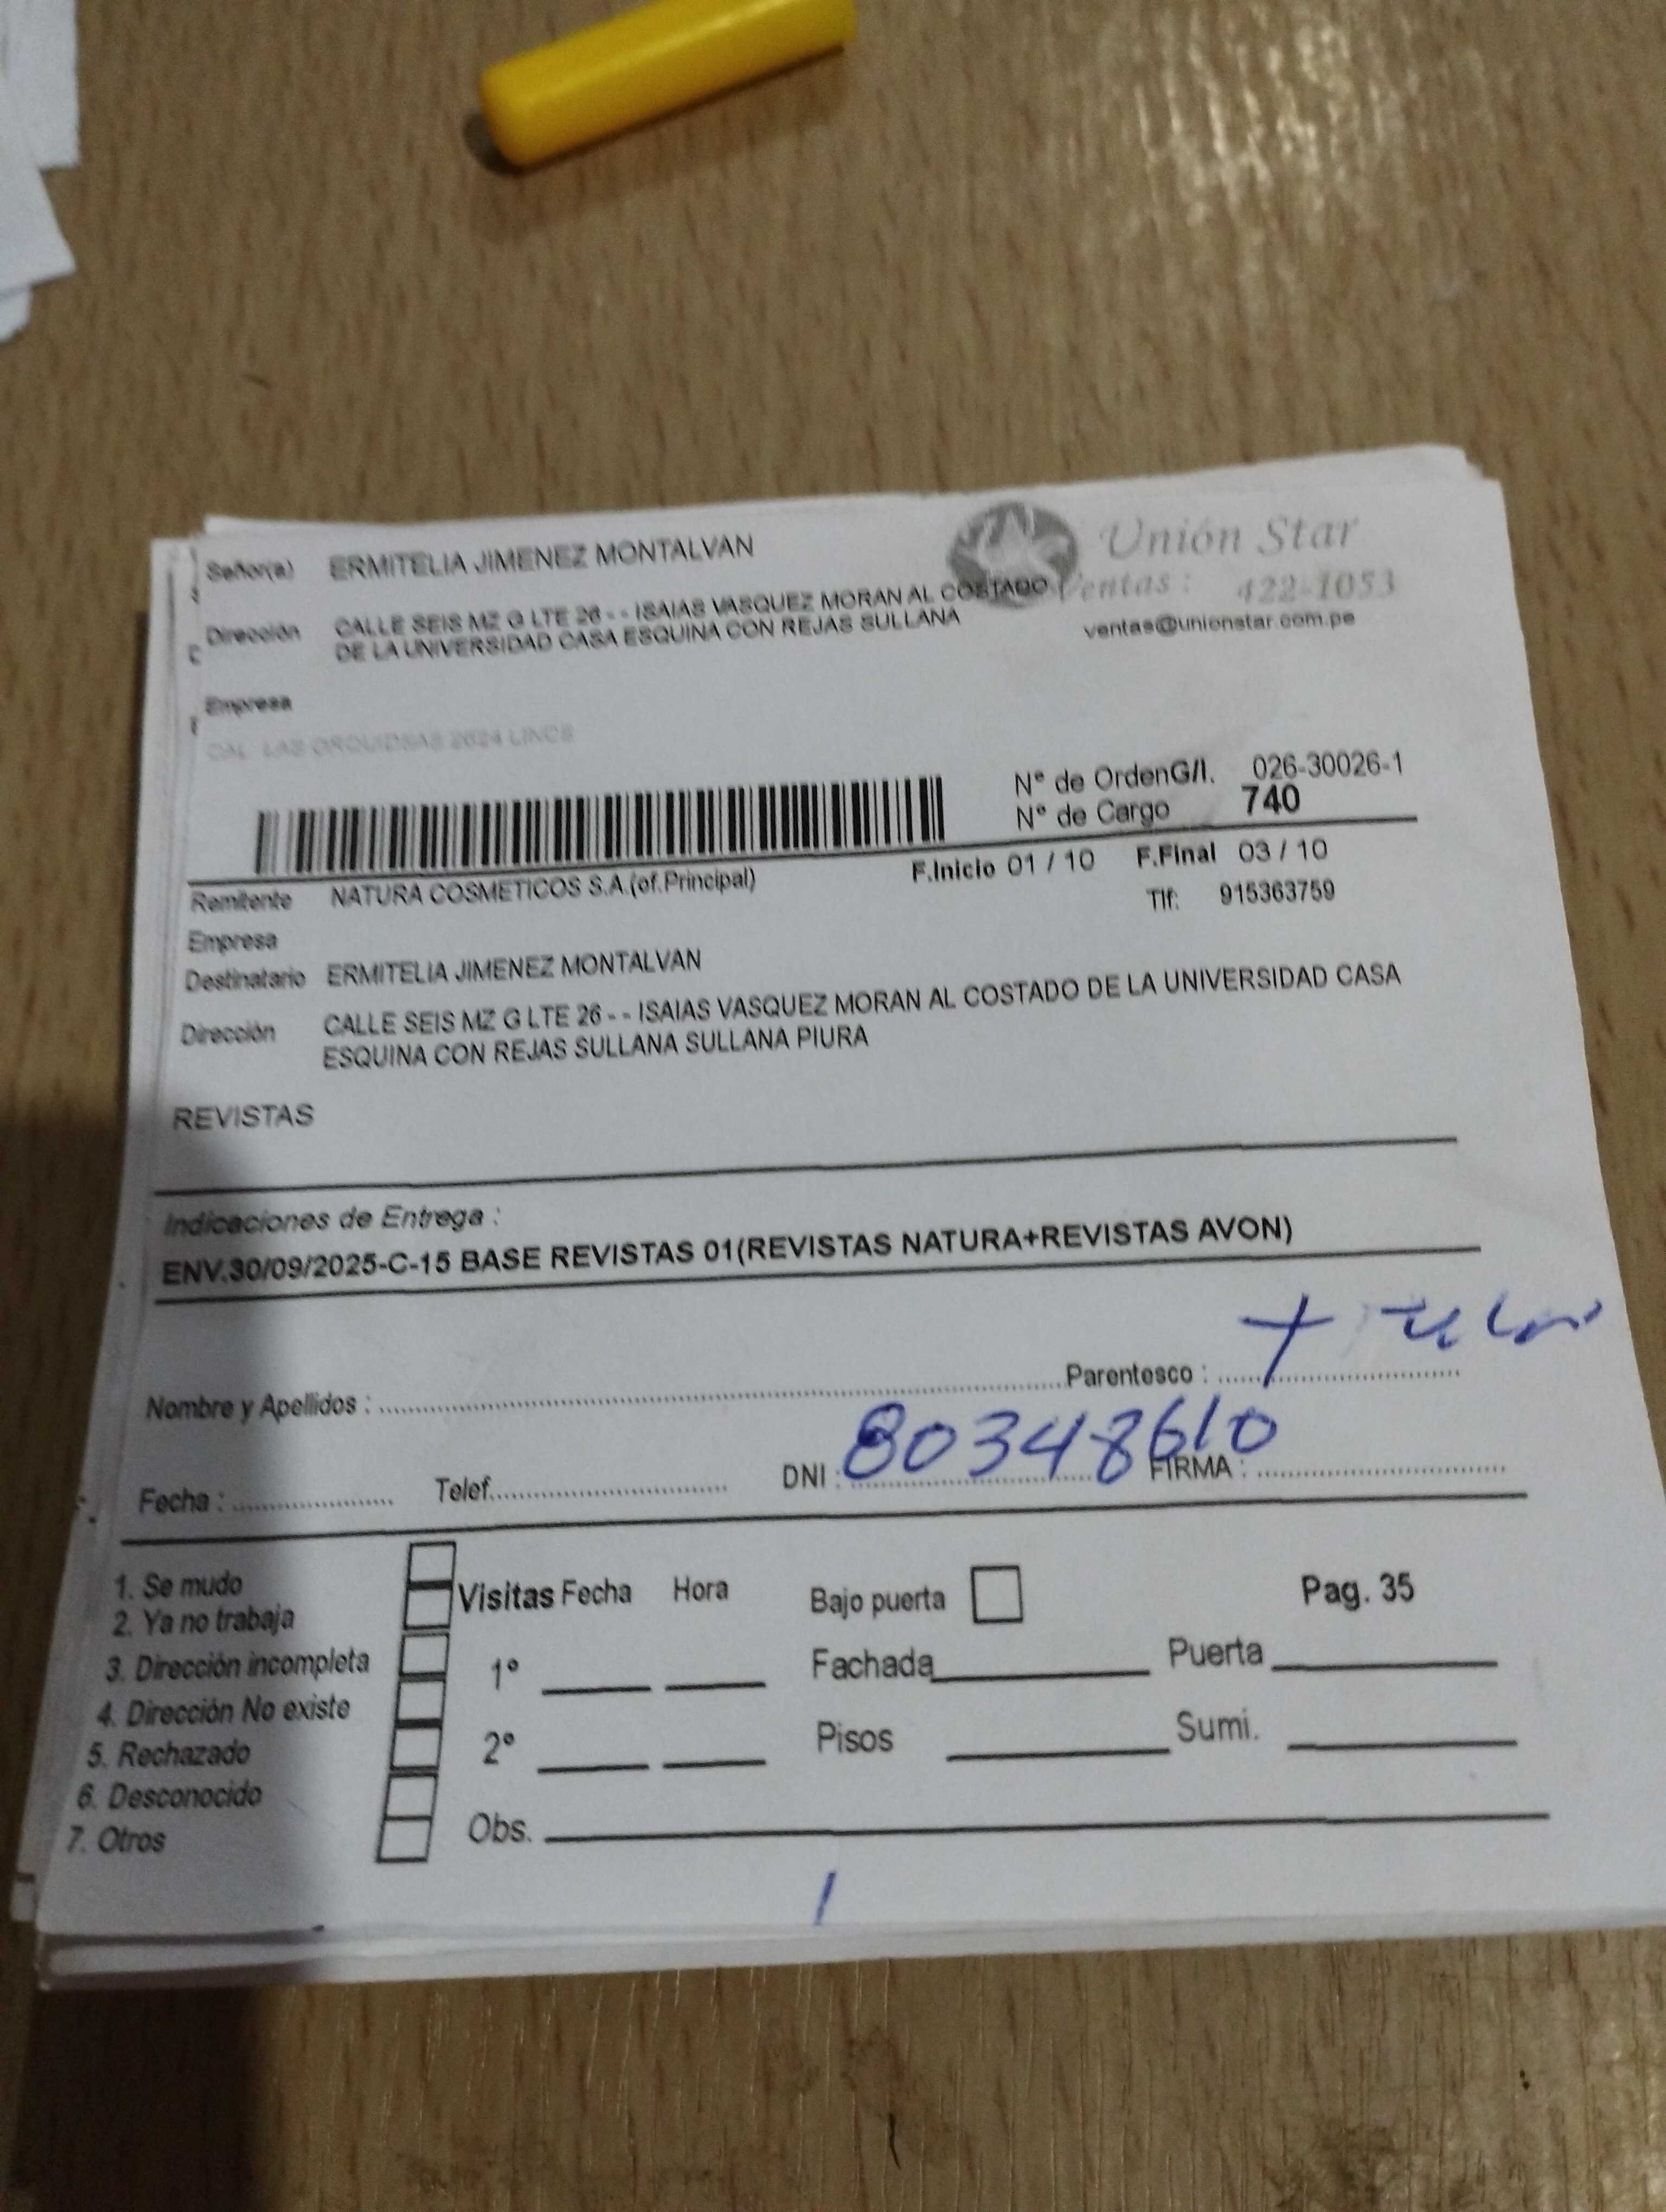 Señor(a) ERMITELIA JIMENEZ MONTALVAN
Unión Star
Ventas : 422-1053
ventas@unionstar.com.pe
Dirección CALLE SEIS MZ G LTE 26 - - ISAIAS VASQUEZ MORAN AL COSTADO
DE LA UNIVERSIDAD CASA ESQUINA CON REJAS SULLANA
Empresa
CAL LAS ORQUIDEAS 2624 LINCE
N° de OrdenG/I. 026-30026-1
N° de Cargo 740
F.Inicio 01 / 10 F.Final 03 / 10
Remitente NATURA COSMETICOS S.A.(of.Principal)
Tlf: 915363759
Empresa
Destinatario ERMITELIA JIMENEZ MONTALVAN
Dirección CALLE SEIS MZ G LTE 26 - - ISAIAS VASQUEZ MORAN AL COSTADO DE LA UNIVERSIDAD CASA
ESQUINA CON REJAS SULLANA SULLANA PIURA
REVISTAS
Indicaciones de Entrega :
ENV.30/09/2025-C-15 BASE REVISTAS 01(REVISTAS NATURA+REVISTAS AVON)
Nombre y Apellidos : Parentesco :
Fecha : Telef. DNI : 80348610 FIRMA :
1. Se mudo
2. Ya no trabaja
3. Dirección incompleta
4. Dirección No existe
5. Rechazado
6. Desconocido
7. Otros
Visitas Fecha Hora
1°
2°
Obs.
Bajo puerta
Fachada
Pisos
Pag. 35
Puerta
Sumi.